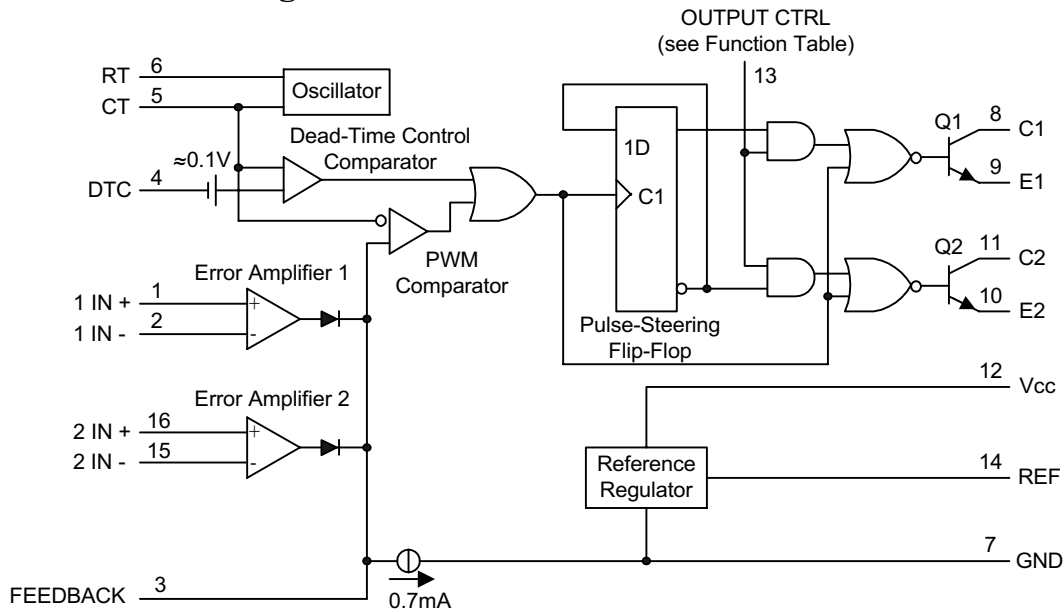 OUTPUT CTRL
(see Function Table)
RT 6
CT 5
Oscillator
13
Dead-Time Control
Comparator
≈0.1V
DTC 4
1D
C1
Q1
8 C1
9 E1
PWM
Comparator
Q2
11 C2
10 E2
Error Amplifier 1
1 IN + 1
1 IN - 2
+
-
Pulse-Steering
Flip-Flop
12 Vcc
Error Amplifier 2
2 IN + 16
2 IN - 15
+
-
Reference
Regulator
14 REF
7 GND
FEEDBACK 3
0.7mA